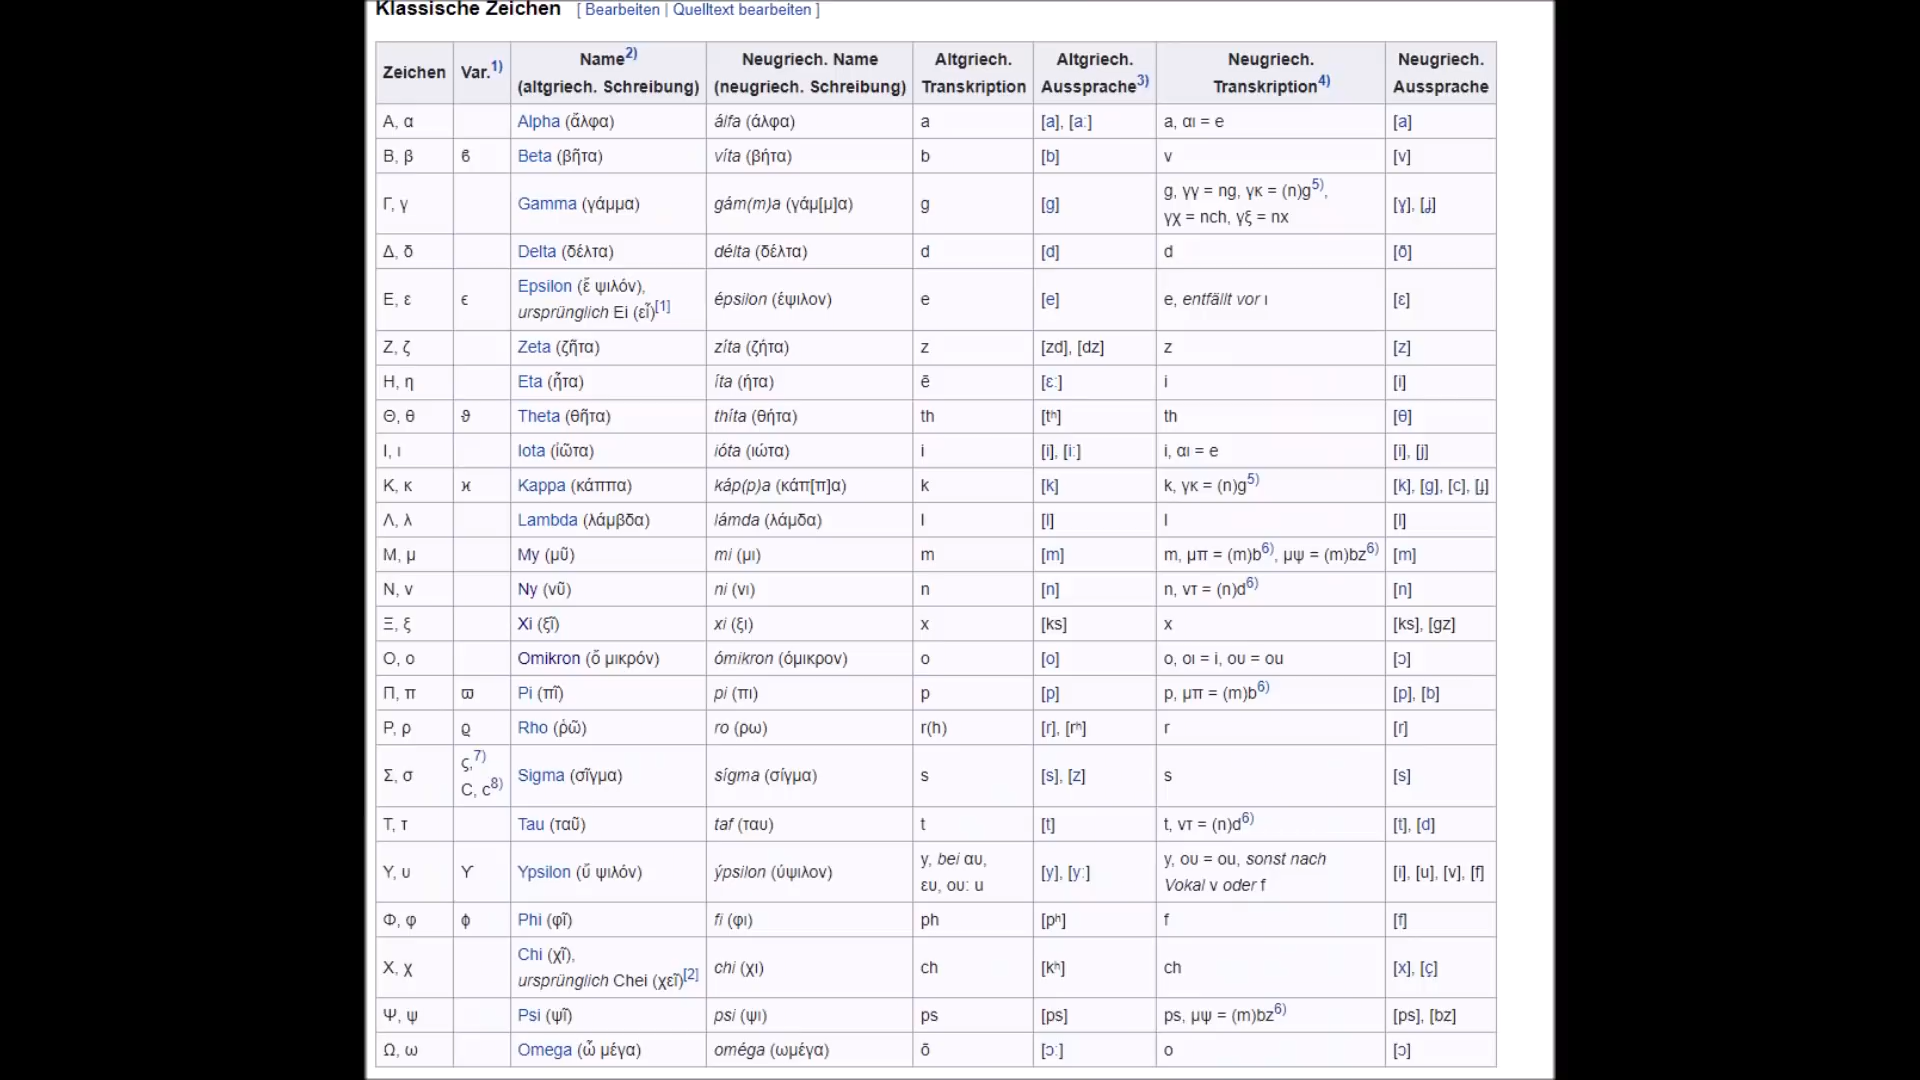 Klassische Zeichen [ Bearbeiten | Quelltext bearbeiten ]
Zeichen Var.1) Name2) (altgriech. Schreibung) Neugriech. Name (neugriech. Schreibung) Altgriech. Transkription Altgriech. Aussprache3) Neugriech. Transkription4) Neugriech. Aussprache
Α, α Alpha (ἄλφα) álfa (άλφα) a [a], [aː] a, αι = e [a]
Β, β ϐ Beta (βῆτα) víta (βήτα) b [b] v [v]
Γ, γ Gamma (γάμμα) gám(m)a (γάμ[μ]α) g [g] g, γγ = ng, γκ = (n)g5), γχ = nch, γξ = nx [ɣ], [ʝ]
Δ, δ Delta (δέλτα) délta (δέλτα) d [d] d [ð]
Ε, ε ϵ Epsilon (ἒ ψιλόν), ursprünglich Ei (εἶ)[1] épsilon (έψιλον) e [e] e, entfällt vor ι [ɛ]
Ζ, ζ Zeta (ζῆτα) zíta (ζήτα) z [zd], [dz] z [z]
Η, η Eta (ἦτα) íta (ήτα) ē [ɛː] i [i]
Θ, θ ϑ Theta (θῆτα) thíta (θήτα) th [tʰ] th [θ]
Ι, ι Iota (ἰῶτα) ióta (ιώτα) i [i], [iː] i, αι = e [i], [j]
Κ, κ ϰ Kappa (κάππα) káp(p)a (κάπ[π]α) k [k] k, γκ = (n)g5) [k], [g], [c], [ɟ]
Λ, λ Lambda (λάμβδα) lámda (λάμδα) l [l] l [l]
Μ, μ My (μῦ) mi (μι) m [m] m, μπ = (m)b6), μψ = (m)bz6) [m]
Ν, ν Ny (νῦ) ni (νι) n [n] n, ντ = (n)d6) [n]
Ξ, ξ Xi (ξῖ) xi (ξι) x [ks] x [ks], [gz]
Ο, ο Omikron (ὂ μικρόν) ómikron (όμικρον) o [o] o, οι = i, ου = ou [ɔ]
Π, π ϖ Pi (πῖ) pi (πι) p [p] p, μπ = (m)b6) [p], [b]
Ρ, ρ ϱ Rho (ῥῶ) ro (ρω) r(h) [r], [rʰ] r [r]
Σ, σ ς,7) Ϲ, ϲ8) Sigma (σῖγμα) sígma (σίγμα) s [s], [z] s [s]
Τ, τ Tau (ταῦ) taf (ταυ) t [t] t, ντ = (n)d6) [t], [d]
Υ, υ ϒ Ypsilon (ὒ ψιλόν) ýpsilon (ύψιλον) y, bei αυ, ευ, ου: u [y], [yː] y, ου = ou, sonst nach Vokal v oder f [i], [u], [v], [f]
Φ, φ ϕ Phi (φῖ) fi (φι) ph [pʰ] f [f]
Χ, χ Chi (χῖ), ursprünglich Chei (χεῖ)[2] chi (χι) ch [kʰ] ch [x], [ç]
Ψ, ψ Psi (ψῖ) psi (ψι) ps [ps] ps, μψ = (m)bz6) [ps], [bz]
Ω, ω Omega (ὦ μέγα) oméga (ωμέγα) ō [ɔː] o [ɔ]